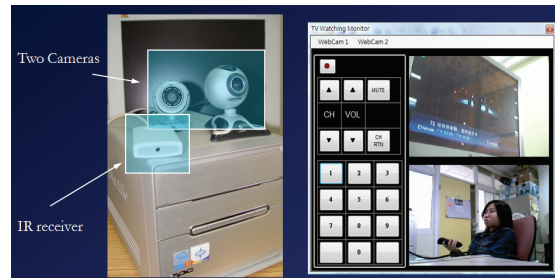 Two Cameras
IR receiver
TV Watching Monitor
WebCam 1 WebCam 2
MUTE
CH VOL
CH
RTN
1 2 3
4 5 6
7 8 9
0